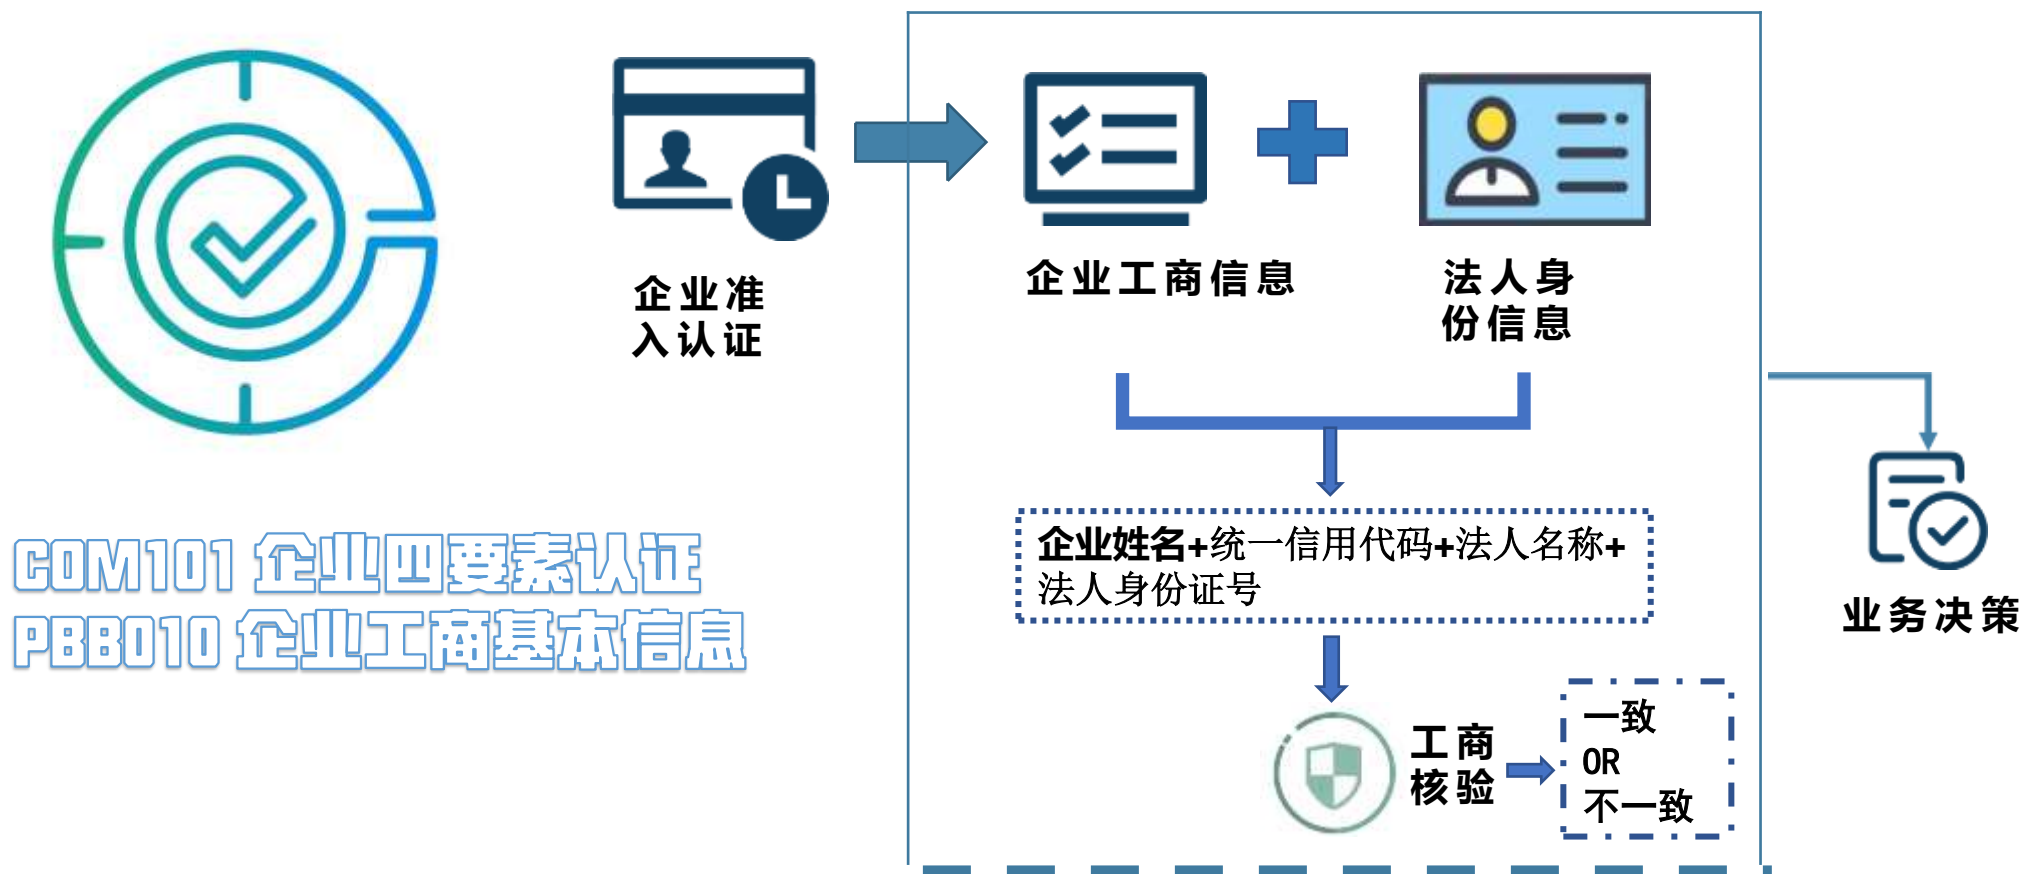 企业准
入认证
企业工商信息
法人身
份信息
企业姓名+统一信用代码+法人名称+
法人身份证号
COM101 企业四要素认证
PBB010 企业工商基本信息
工商
核验
一致
OR
不一致
业务决策